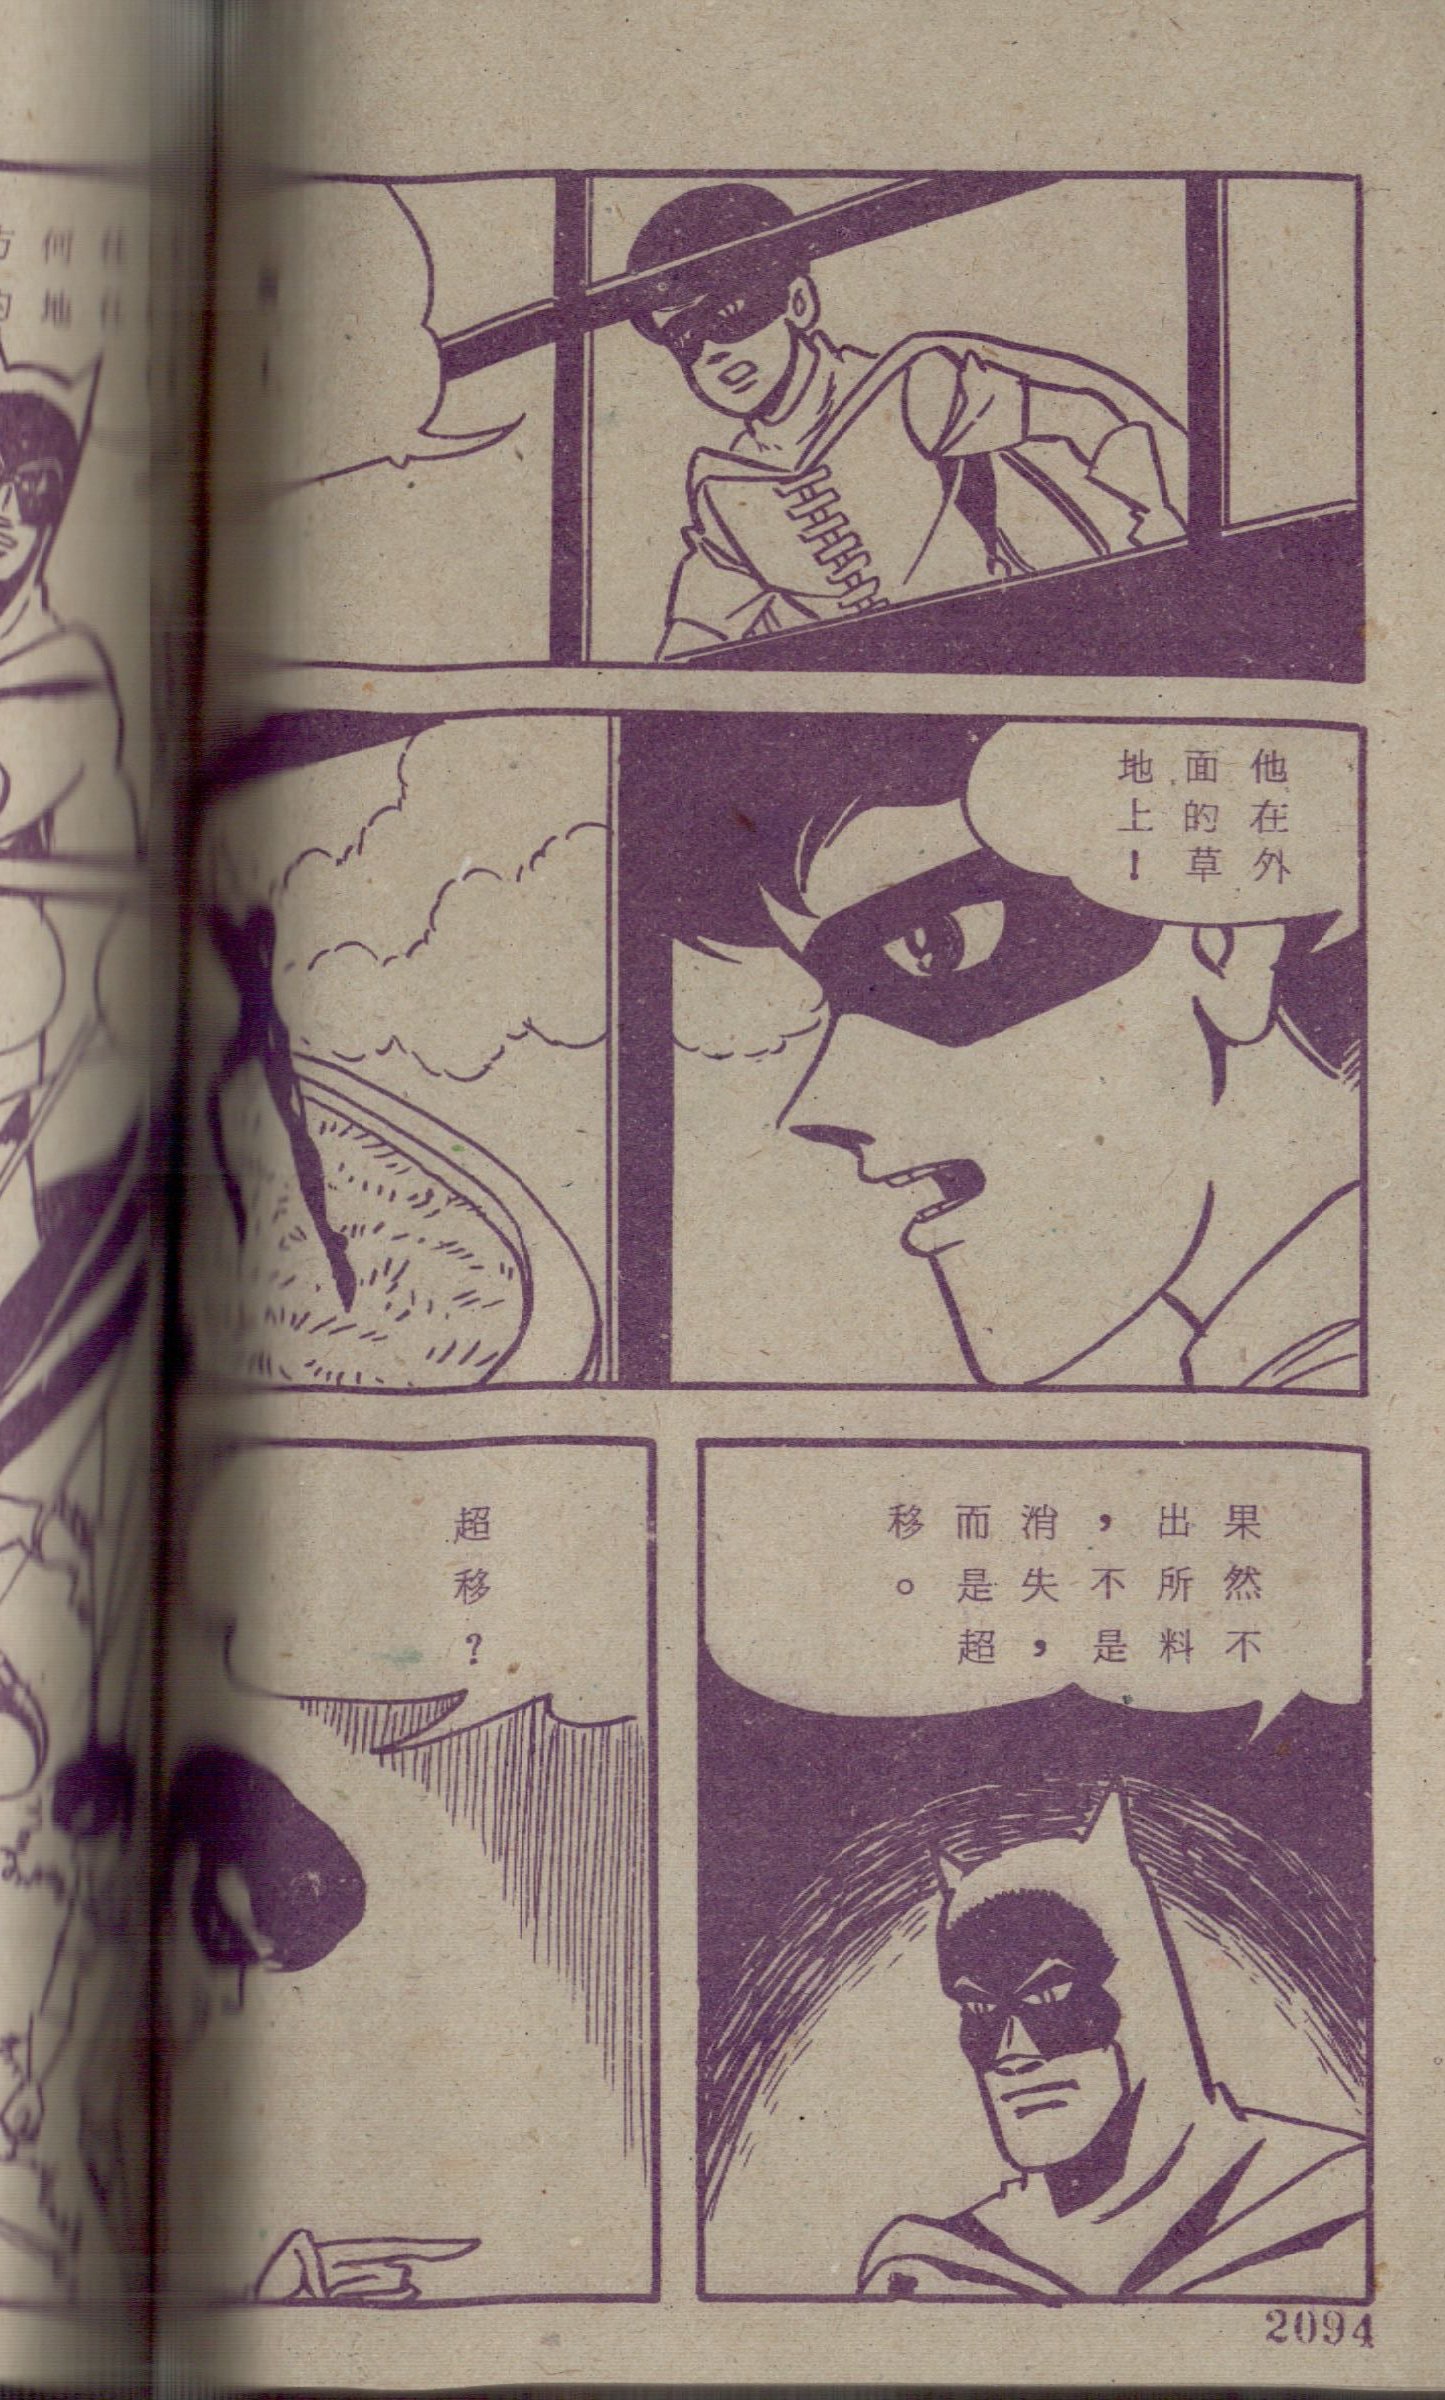 他在外
面的草
地上！
果然不
出所料
，不是
消失，
而是超
移。
超移？
2094